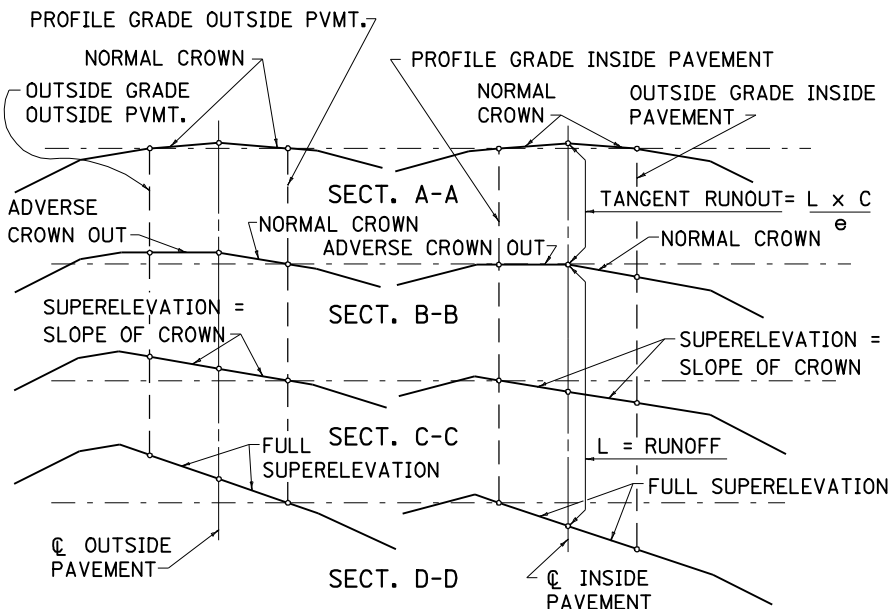 PROFILE GRADE OUTSIDE PVMT.
NORMAL CROWN
OUTSIDE GRADE
OUTSIDE PVMT.
PROFILE GRADE INSIDE PAVEMENT
NORMAL
CROWN
OUTSIDE GRADE INSIDE
PAVEMENT
SECT. A-A
TANGENT RUNOUT= L x C
e
ADVERSE
CROWN OUT
NORMAL CROWN
ADVERSE CROWN OUT
NORMAL CROWN
SECT. B-B
SUPERELEVATION =
SLOPE OF CROWN
SUPERELEVATION =
SLOPE OF CROWN
SECT. C-C
FULL
SUPERELEVATION
L = RUNOFF
FULL SUPERELEVATION
℄ OUTSIDE
PAVEMENT
SECT. D-D
℄ INSIDE
PAVEMENT